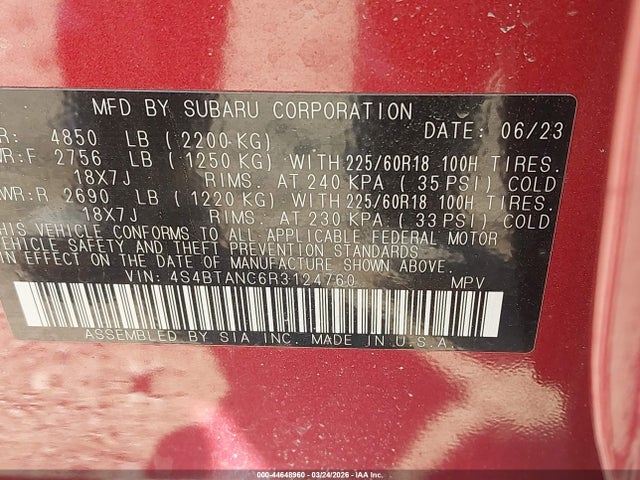 MFD BY SUBARU CORPORATION DATE: 06/23
R: 4850 LB (2200 KG)
WR:F 2756 LB (1250 KG) WITH 225/60R18 100H TIRES.
18X7J RIMS. AT 240 KPA (35 PSI) COLD
WR:R 2690 LB (1220 KG) WITH 225/60R18 100H TIRES.
18X7J RIMS. AT 230 KPA (33 PSI) COLD
THIS VEHICLE CONFORMS TO ALL APPLICABLE FEDERAL MOTOR
VEHICLE SAFETY AND THEFT PREVENTION STANDARDS
IN EFFECT ON THE DATE OF MANUFACTURE SHOWN ABOVE.
VIN: 4S4BTANC6R3124760 MPV
ASSEMBLED BY SIA INC. MADE IN U.S.A.
000-44648960 - 03/24/2026 - IAA Inc.